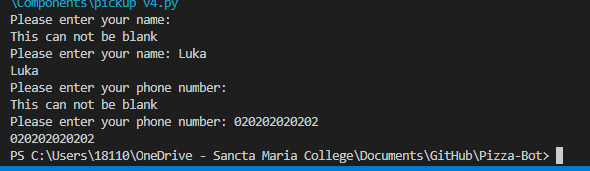 \Components\pickup v4.py
Please enter your name:
This can not be blank
Please enter your name: Luka
Luka
Please enter your phone number:
This can not be blank
Please enter your phone number: 020202020202
020202020202
PS C:\Users\18110\OneDrive - Sancta Maria College\Documents\GitHub\Pizza-Bot>